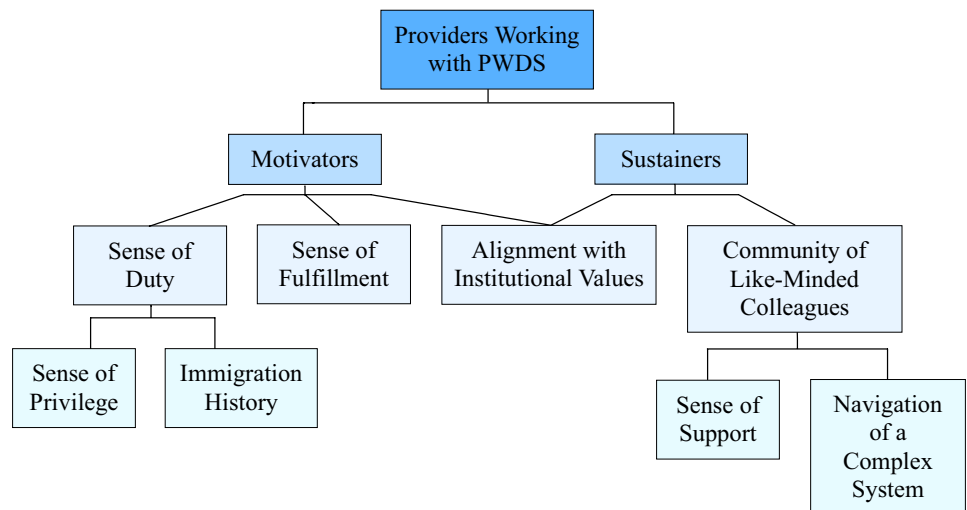 Providers Working
with PWDS
Motivators
Sustainers
Sense of
Duty
Sense of
Fulfillment
Alignment with
Institutional Values
Community of
Like-Minded
Colleagues
Sense of
Privilege
Immigration
History
Sense of
Support
Navigation
of a
Complex
System